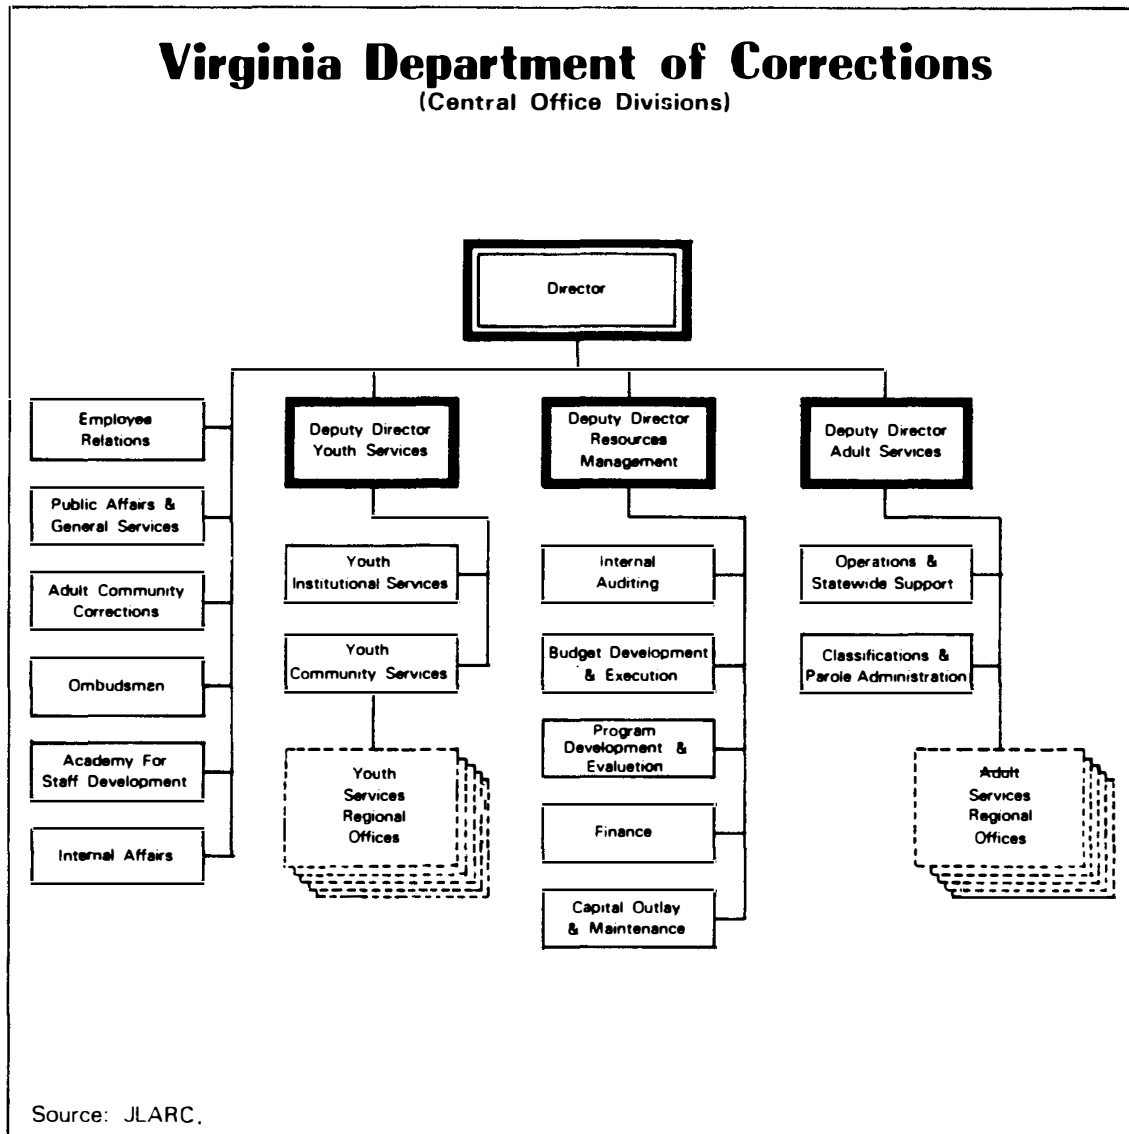 Virginia Department of Corrections
(Central Office Divisions)
Director
Employee
Relations
Public Affairs &
General Services
Adult Community
Corrections
Ombudsman
Academy For
Staff Development
Internal Affairs
Deputy Director
Youth Services
Youth
Institutional Services
Youth
Community Services
Youth
Services
Regional
Offices
Deputy Director
Resources
Management
Internal
Auditing
Budget Development
& Execution
Program
Development &
Evaluation
Finance
Capital Outlay
& Maintenance
Deputy Director
Adult Services
Operations &
Statewide Support
Classifications &
Parole Administration
Adult
Services
Regional
Offices
Source: JLARC.